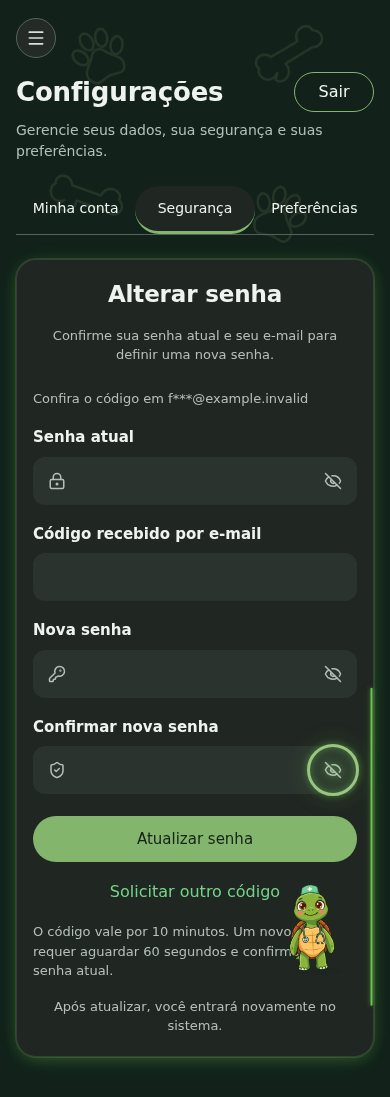 Configurações
Sair
Gerencie seus dados, sua segurança e suas
preferências.
Minha conta
Segurança
Preferências
Alterar senha
Confirme sua senha atual e seu e-mail para
definir uma nova senha.
Confira o código em f***@example.invalid
Senha atual
Código recebido por e-mail
Nova senha
Confirmar nova senha
Atualizar senha
Solicitar outro código
O código vale por 10 minutos. Um novo
requer aguardar 60 segundos e
senha atual.
Após atualizar, você entrará novamente no
sistema.